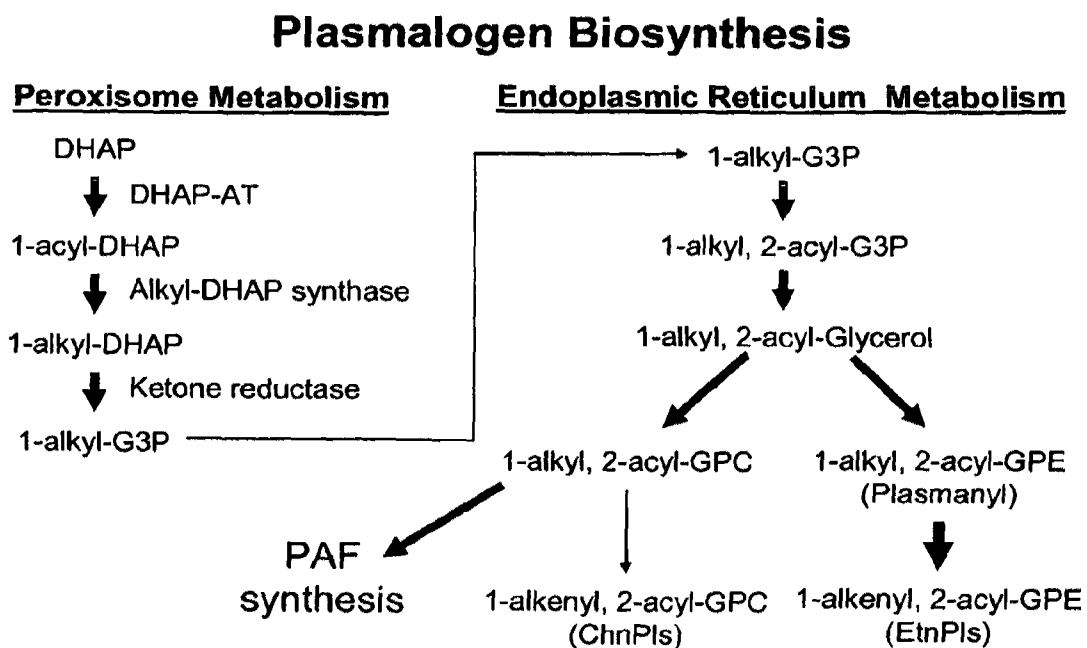 Plasmalogen Biosynthesis
Peroxisome Metabolism
DHAP
DHAP-AT
1-acyl-DHAP
Alkyl-DHAP synthase
1-alkyl-DHAP
Ketone reductase
1-alkyl-G3P
Endoplasmic Reticulum Metabolism
1-alkyl-G3P
1-alkyl, 2-acyl-G3P
1-alkyl, 2-acyl-Glycerol
1-alkyl, 2-acyl-GPC
1-alkyl, 2-acyl-GPE
(Plasmanyl)
PAF
synthesis
1-alkenyl, 2-acyl-GPC
(ChnPls)
1-alkenyl, 2-acyl-GPE
(EtnPls)